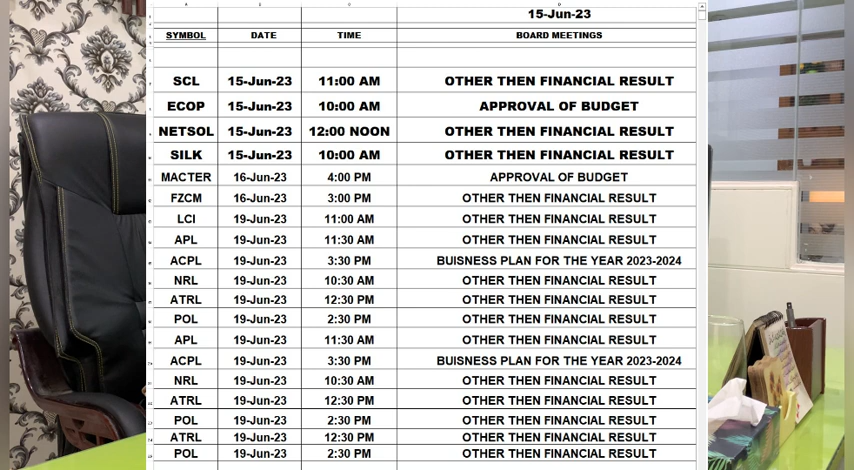 15-Jun-23
SYMBOL DATE TIME BOARD MEETINGS
SCL 15-Jun-23 11:00 AM OTHER THEN FINANCIAL RESULT
ECOP 15-Jun-23 10:00 AM APPROVAL OF BUDGET
NETSOL 15-Jun-23 12:00 NOON OTHER THEN FINANCIAL RESULT
SILK 15-Jun-23 10:00 AM OTHER THEN FINANCIAL RESULT
MACTER 16-Jun-23 4:00 PM APPROVAL OF BUDGET
FZCM 16-Jun-23 3:00 PM OTHER THEN FINANCIAL RESULT
LCI 19-Jun-23 11:00 AM OTHER THEN FINANCIAL RESULT
APL 19-Jun-23 11:30 AM OTHER THEN FINANCIAL RESULT
ACPL 19-Jun-23 3:30 PM BUISNESS PLAN FOR THE YEAR 2023-2024
NRL 19-Jun-23 10:30 AM OTHER THEN FINANCIAL RESULT
ATRL 19-Jun-23 12:30 PM OTHER THEN FINANCIAL RESULT
POL 19-Jun-23 2:30 PM OTHER THEN FINANCIAL RESULT
APL 19-Jun-23 11:30 AM OTHER THEN FINANCIAL RESULT
ACPL 19-Jun-23 3:30 PM BUISNESS PLAN FOR THE YEAR 2023-2024
NRL 19-Jun-23 10:30 AM OTHER THEN FINANCIAL RESULT
ATRL 19-Jun-23 12:30 PM OTHER THEN FINANCIAL RESULT
POL 19-Jun-23 2:30 PM OTHER THEN FINANCIAL RESULT
ATRL 19-Jun-23 12:30 PM OTHER THEN FINANCIAL RESULT
POL 19-Jun-23 2:30 PM OTHER THEN FINANCIAL RESULT